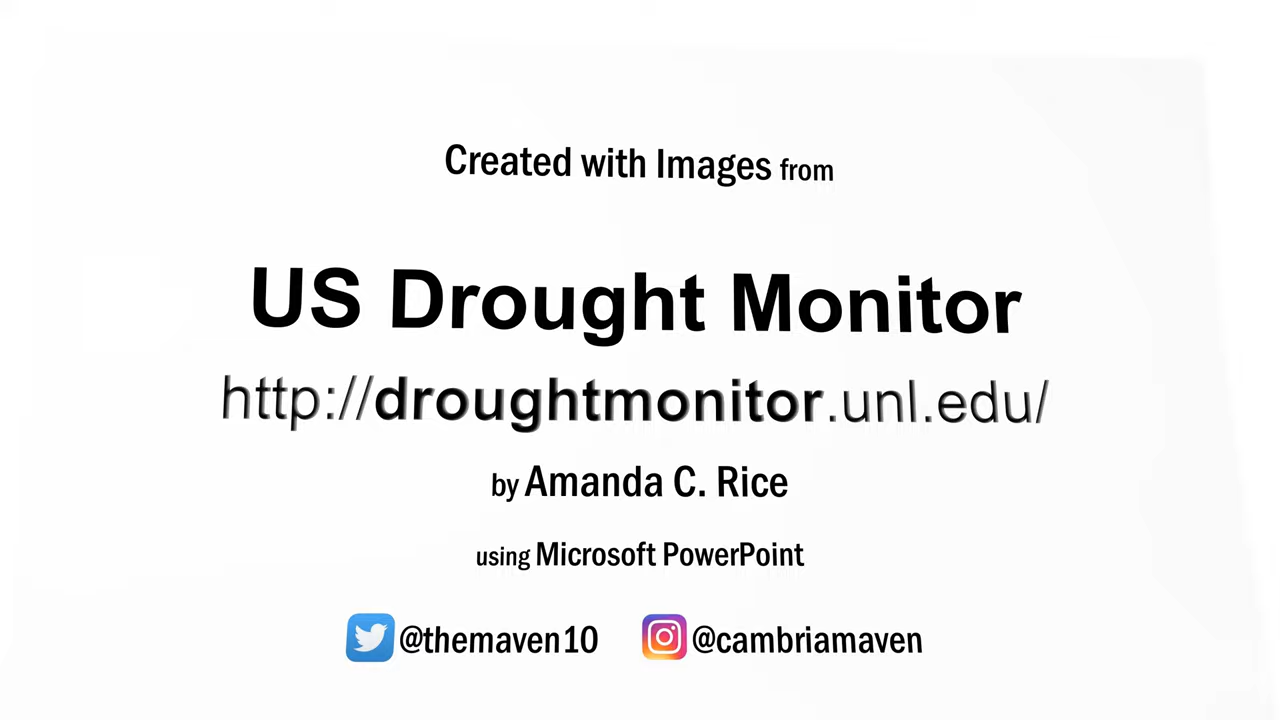 Created with Images from
US Drought Monitor
http://droughtmonitor.unl.edu/
by Amanda C. Rice
using Microsoft PowerPoint
@themaven10 @cambriamaven